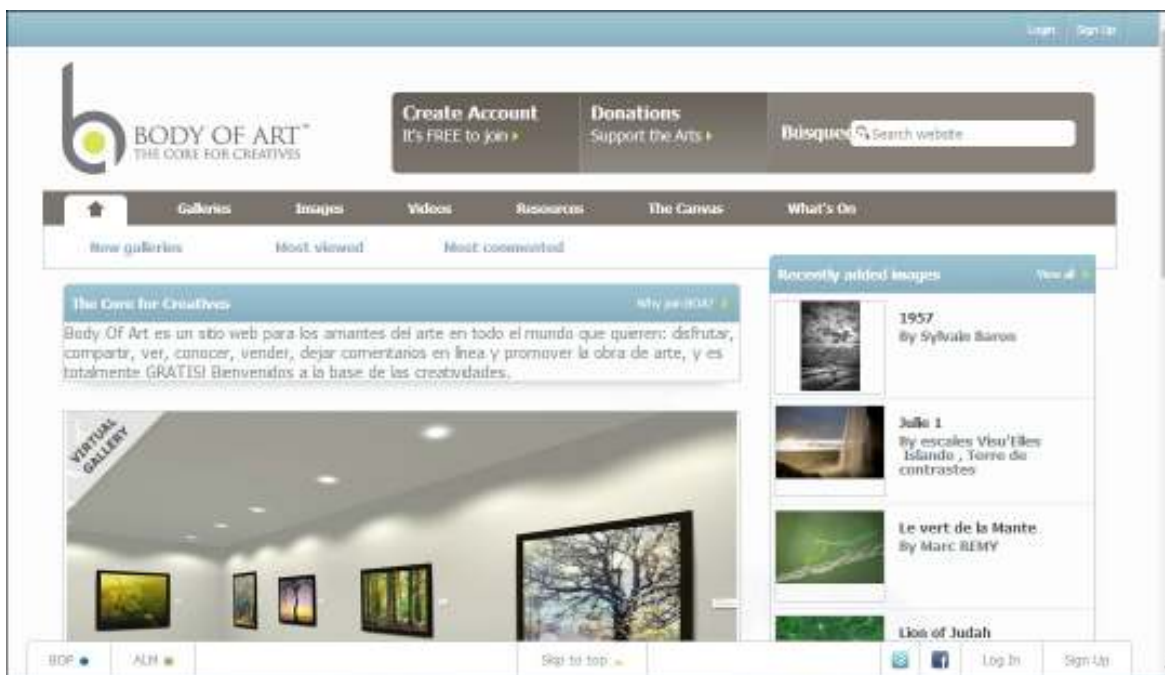 Login Sign Up
BODY OF ART™
THE CORE FOR CREATIVES
Create Account
It's FREE to join
Donations
Support the Arts
Búsqued
Search website
Galleries Images Videos Resources The Canvas What's On
New galleries Most viewed Most commented
The Core for Creatives Why join BOA?
Body Of Art es un sitio web para los amantes del arte en todo el mundo que quieren: disfrutar,
compartir, ver, conocer, vender, dejar comentarios en línea y promover la obra de arte, y es
totalmente GRATIS! Bienvenidos a la base de las creatividades.
VIRTUAL
GALLERY
Recently added images View all
1957
By Sylvain Baron
Julie 1
By escales Visu'Elles
Islande , Terre de
contrastes
Le vert de la Mante
By Marc REMY
Lion of Judah
BOP ALN Skip to top Log In Sign Up